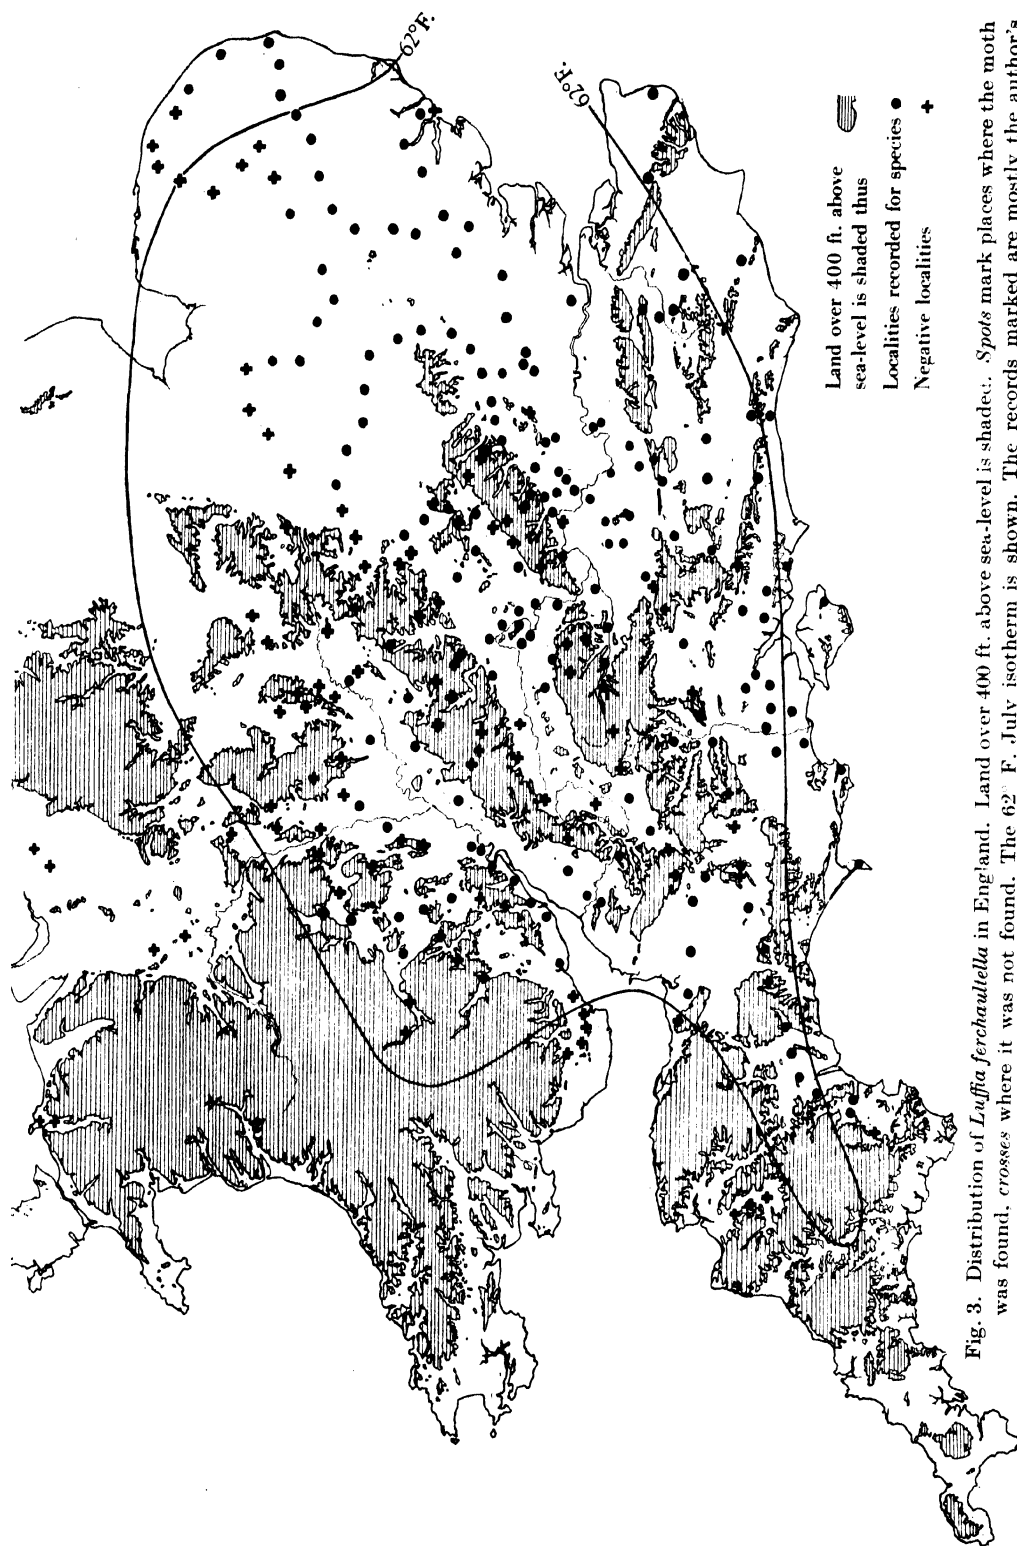 62°F.
62°F.
Land over 400 ft. above
sea-level is shaded thus
Localities recorded for species
Negative localities
Fig. 3. Distribution of Luffia ferchaultella in England. Land over 400 ft. above sea-level is shaded. Spots mark places where the moth
was found, crosses where it was not found. The 62° F. July isotherm is shown. The records marked are mostly the author's